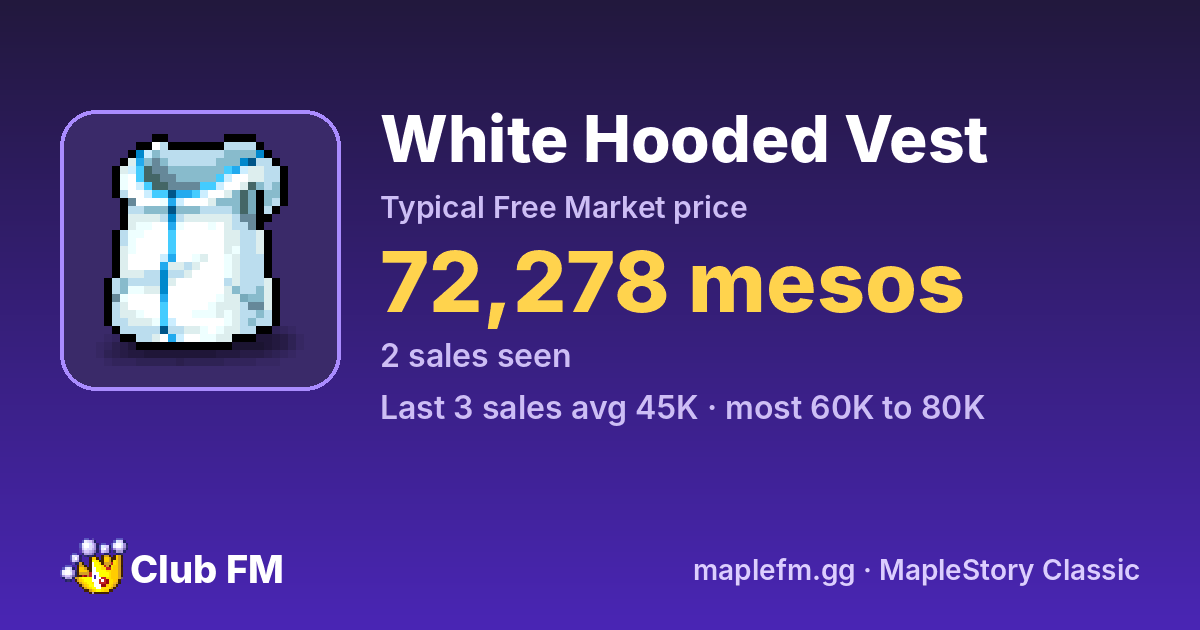 White Hooded Vest
Typical Free Market price
72,278 mesos
2 sales seen
Last 3 sales avg 45K · most 60K to 80K
Club FM
maplefm.gg · MapleStory Classic